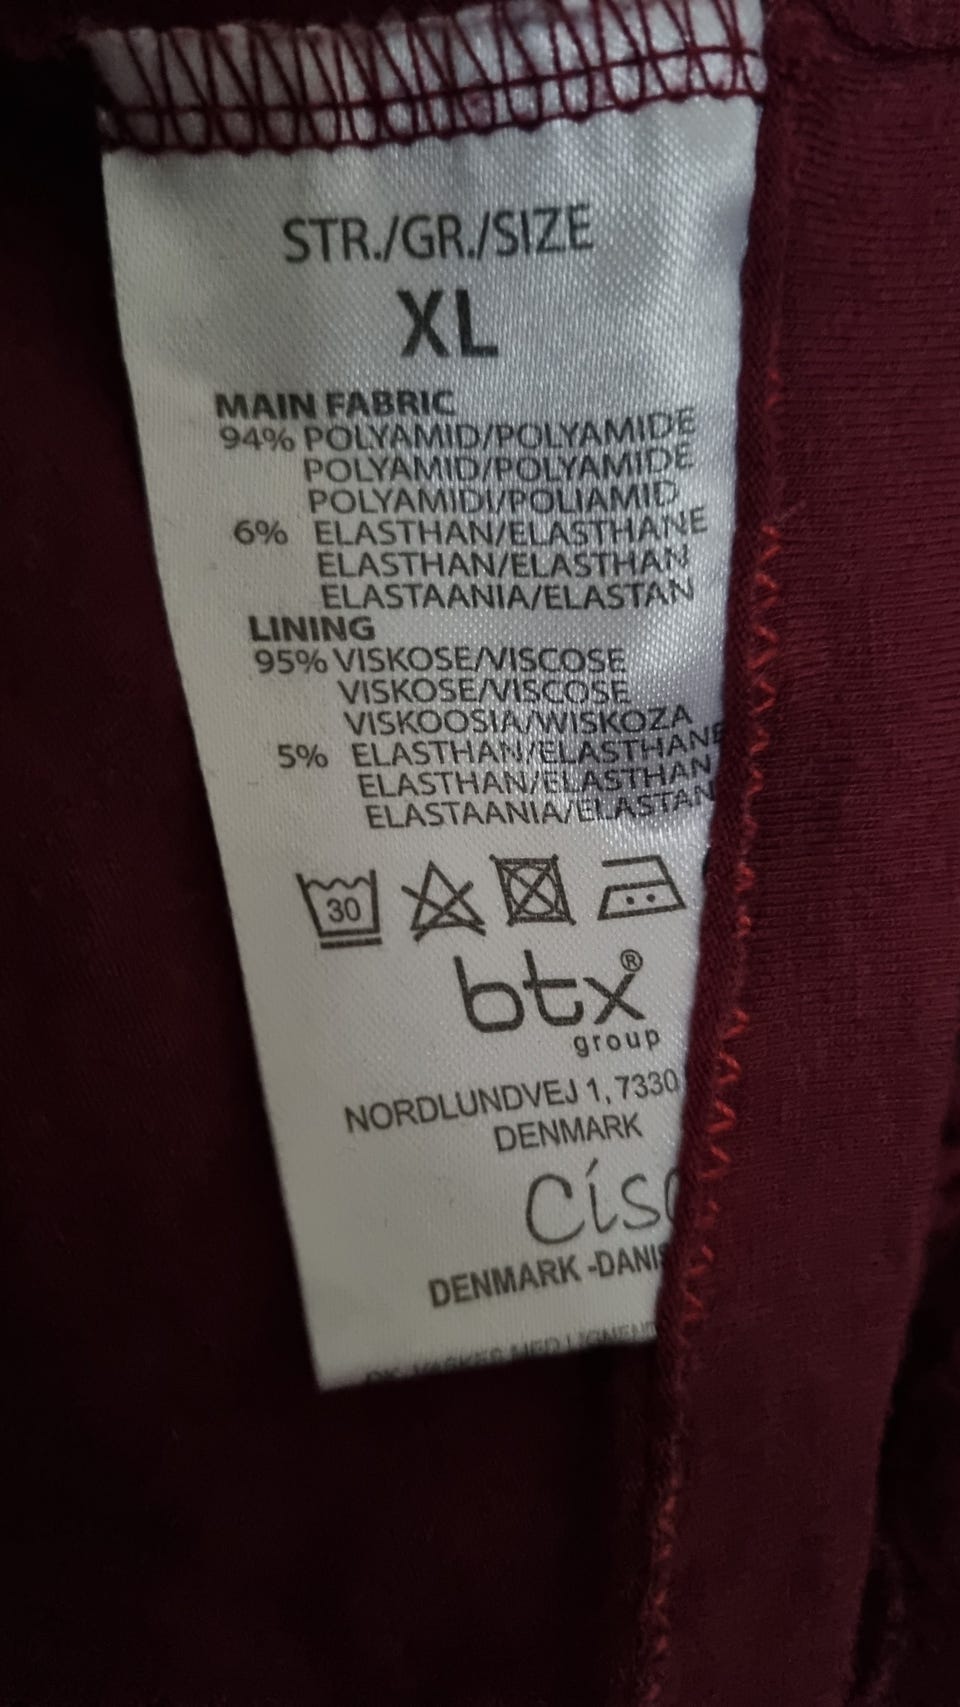 STR./GR./SIZE
XL
MAIN FABRIC
94% POLYAMID/POLYAMIDE
POLYAMID/POLYAMIDE
POLYAMIDI/POLIAMID
6% ELASTHAN/ELASTHANE
ELASTHAN/ELASTHAN
ELASTAANIA/ELASTAN
LINING
95% VISKOSE/VISCOSE
VISKOSE/VISCOSE
VISKOOSIA/WISKOZA
5% ELASTHAN/ELASTHANE
ELASTHAN/ELASTHAN
ELASTAANIA/ELASTAN
30
btx®
group
NORDLUNDVEJ 1, 7330
DENMARK
DENMARK